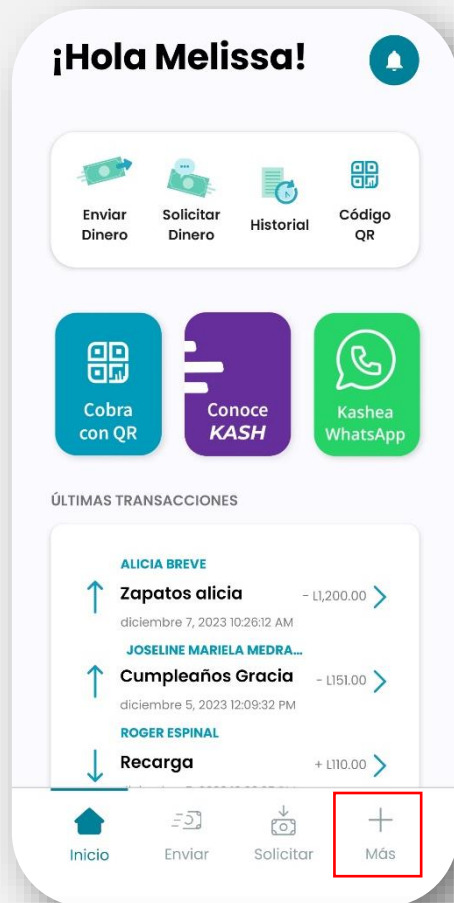 ¡Hola Melissa!
Enviar
Dinero
Solicitar
Dinero
Historial
Código
QR
Cobra
con QR
Conoce
KASH
Kashea
WhatsApp
ÚLTIMAS TRANSACCIONES
ALICIA BREVE
Zapatos alicia - L1,200.00
diciembre 7, 2023 10:26:12 AM
JOSELINE MARIELA MEDRA...
Cumpleaños Gracia - L151.00
diciembre 5, 2023 12:09:32 PM
ROGER ESPINAL
Recarga + L110.00
Inicio Enviar Solicitar Más